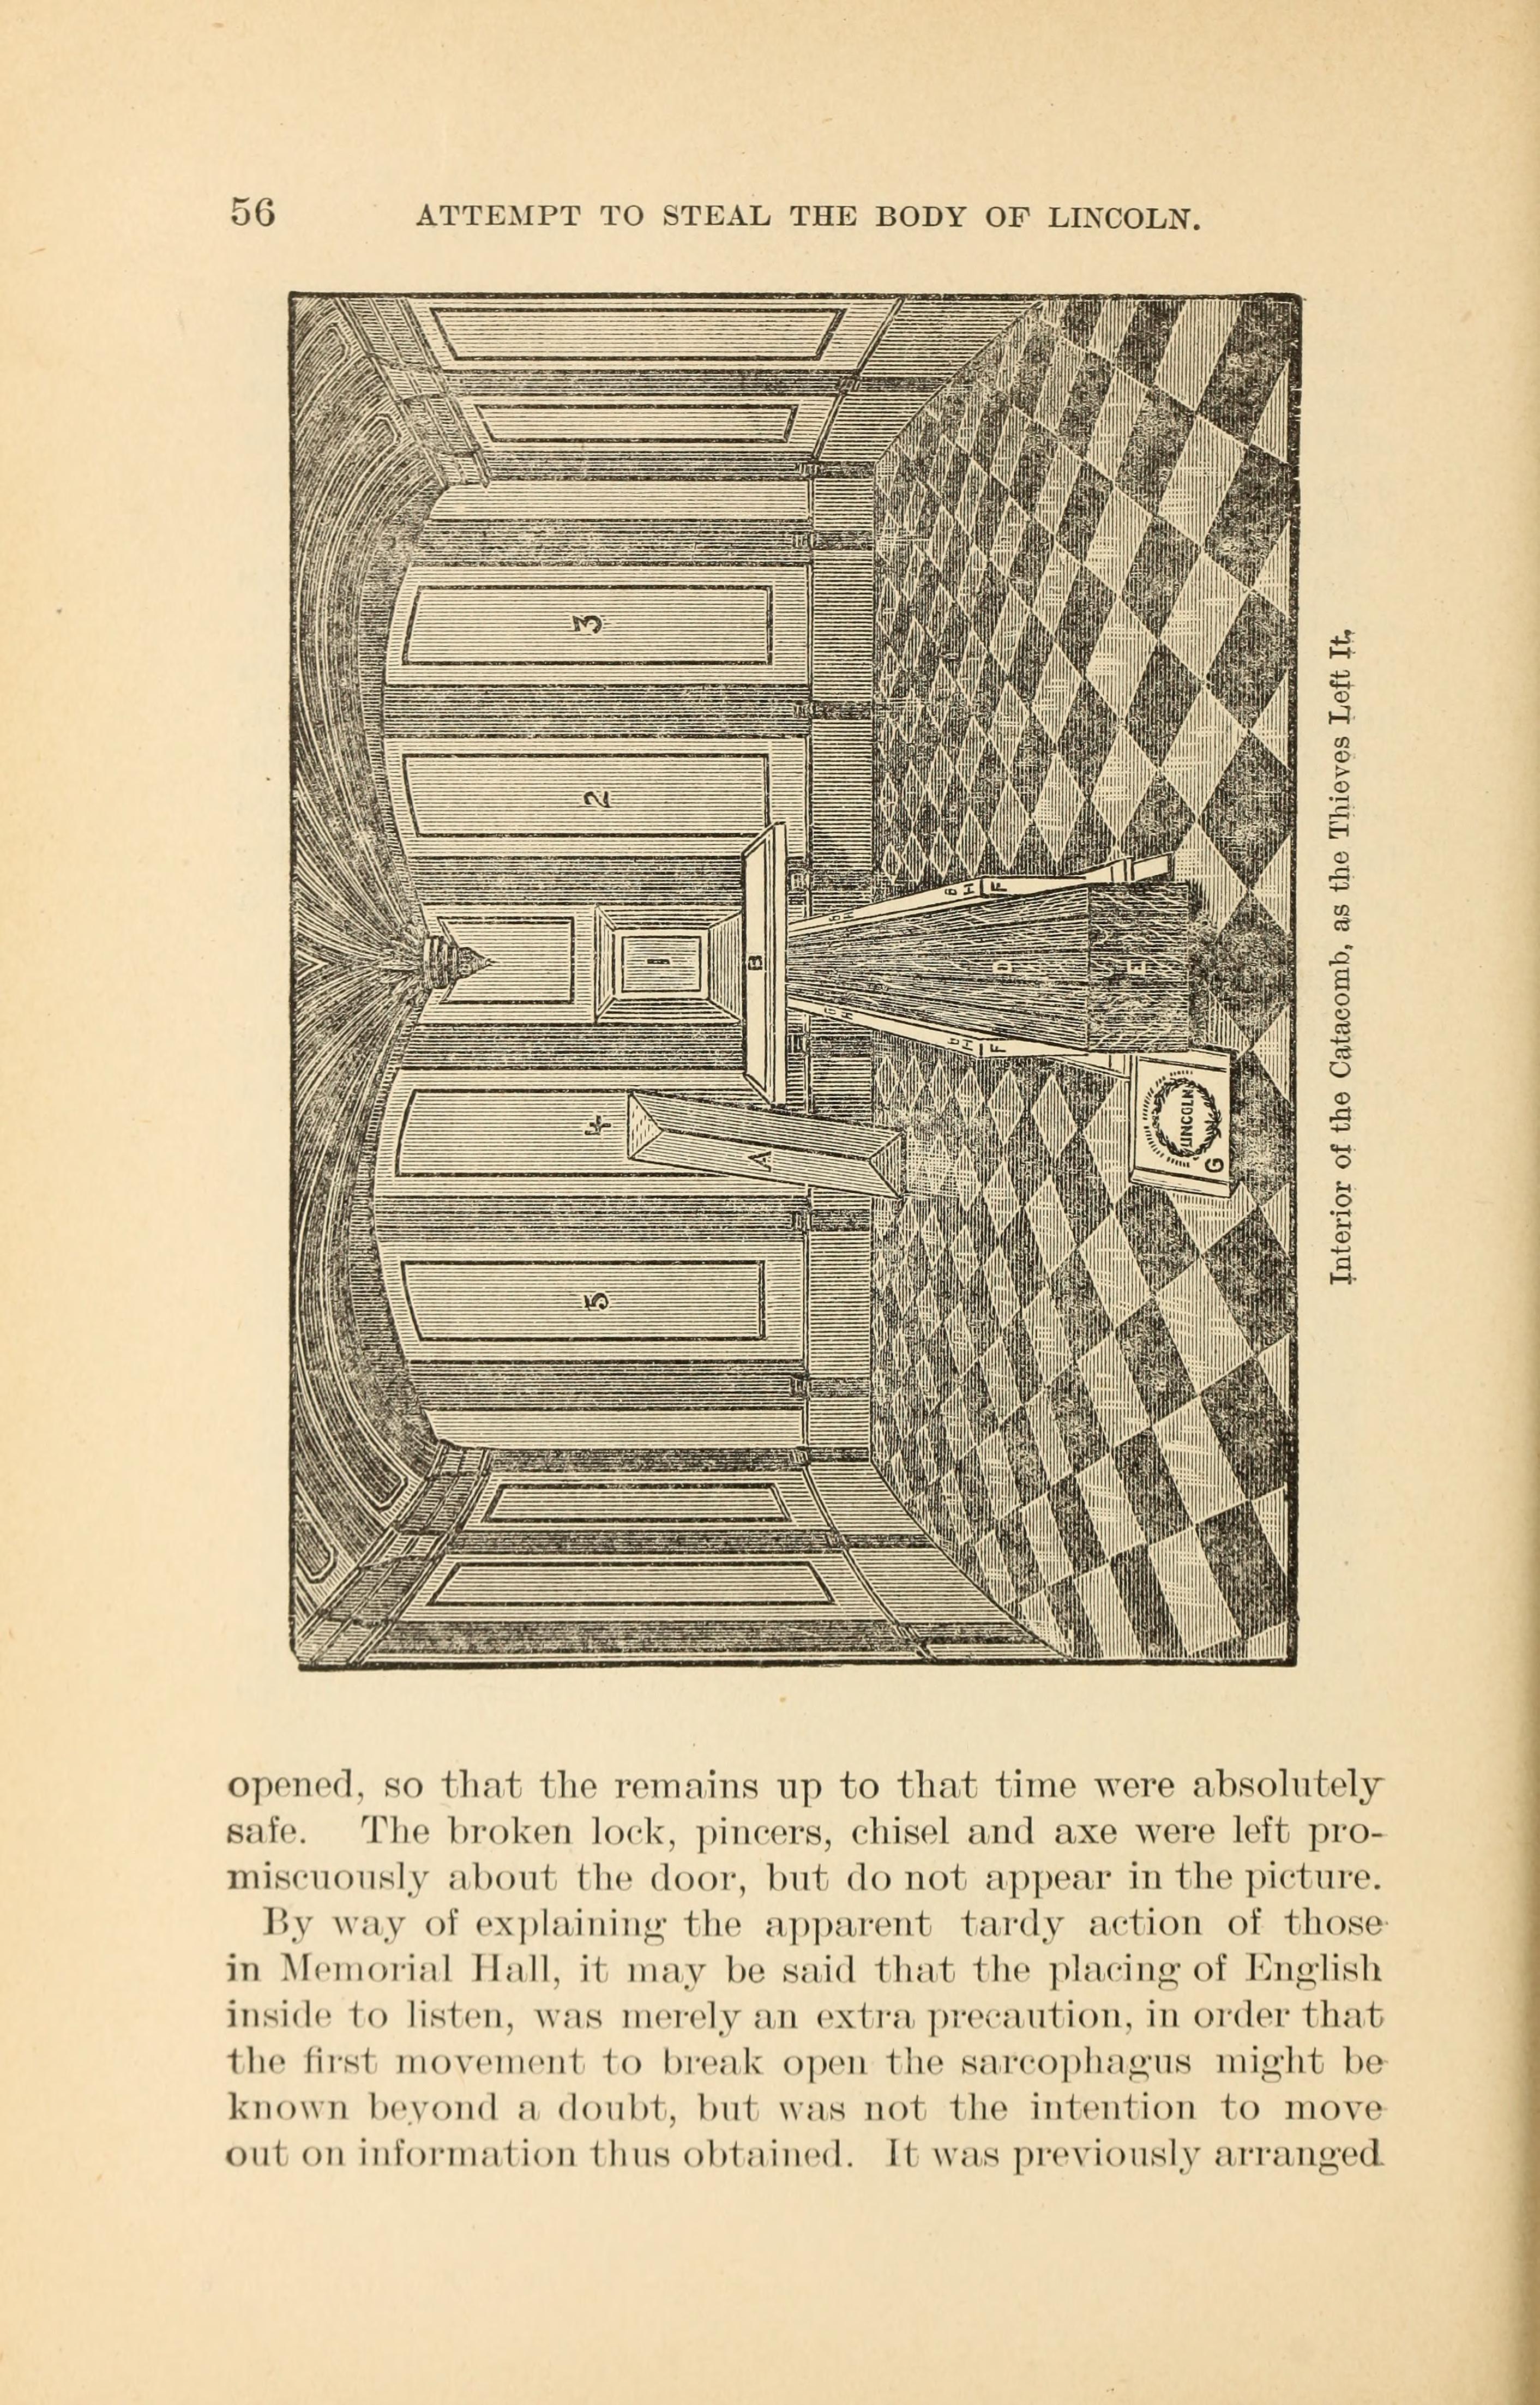 56 ATTEMPT TO STEAL THE BODY OF LINCOLN.
3
2
1
B
4
A
5
G H F
G H
D
E
G H
H F
LINCOLN
G
Interior of the Catacomb, as the Thieves Left It.
opened, so that the remains up to that time were absolutely
safe. The broken lock, pincers, chisel and axe were left pro-
miscuously about the door, but do not appear in the picture.
By way of explaining the apparent tardy action of those
in Memorial Hall, it may be said that the placing of English
inside to listen, was merely an extra precaution, in order that
the first movement to break open the sarcophagus might be
known beyond a doubt, but was not the intention to move
out on information thus obtained. It was previously arranged